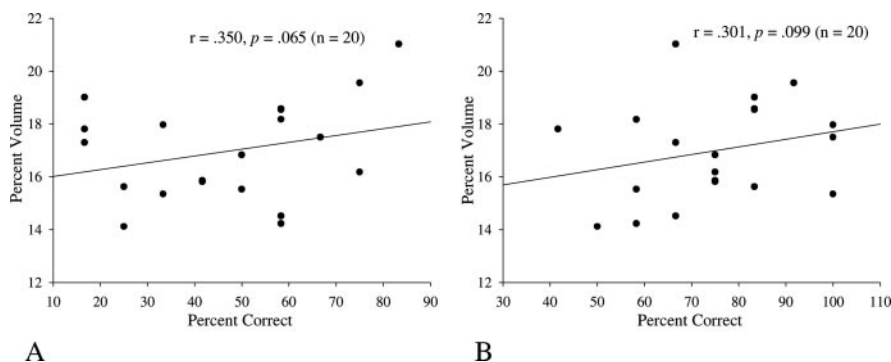 r = .350, p = .065 (n = 20)
22
20
18
16
14
12
Percent Volume
10 20 30 40 50 60 70 80 90
Percent Correct
A
r = .301, p = .099 (n = 20)
22
20
18
16
14
12
Percent Volume
30 40 50 60 70 80 90 100 110
Percent Correct
B